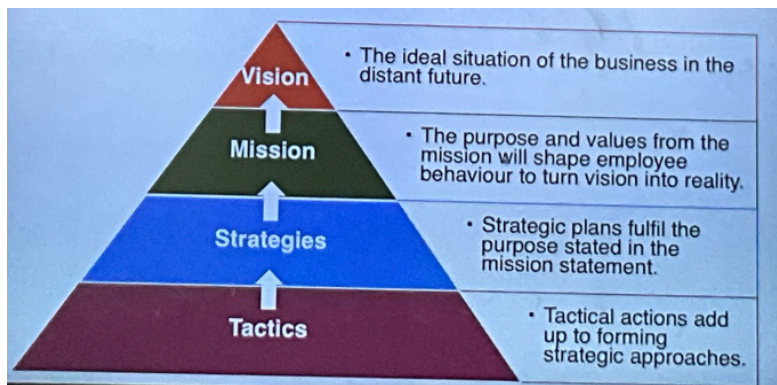 Vision
• The ideal situation of the business in the
distant future.
Mission
• The purpose and values from the
mission will shape employee
behaviour to turn vision into reality.
Strategies
• Strategic plans fulfil the
purpose stated in the
mission statement.
Tactics
• Tactical actions add
up to forming
strategic approaches.